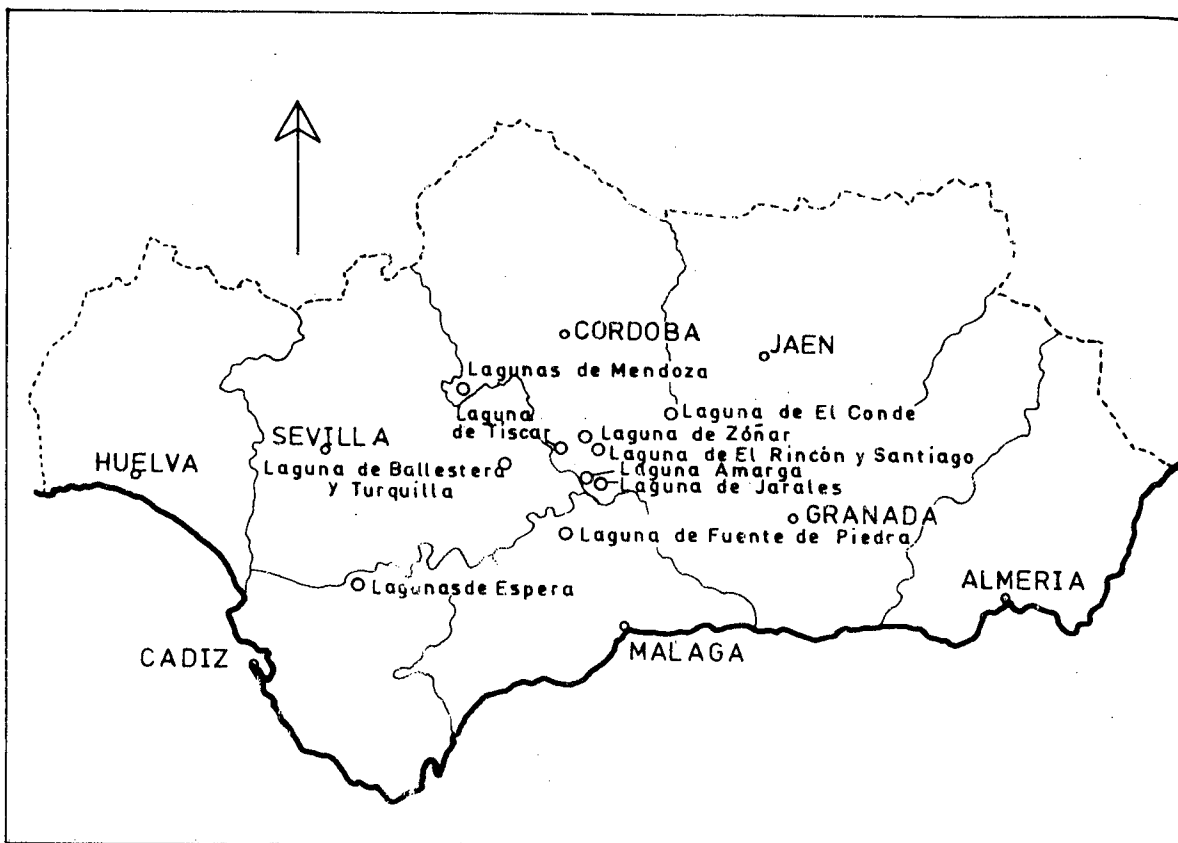 CORDOBA
JAEN
Lagunas de Mendoza
Laguna de El Conde
Laguna
de Tiscar
Laguna de Zóñar
SEVILLA
Laguna de El Rincón y Santiago
HUELVA
Laguna de Ballestera
y Turquilla
Laguna Amarga
Laguna de Jarales
GRANADA
Laguna de Fuente de Piedra
Lagunas de Espera
ALMERIA
CADIZ
MALAGA